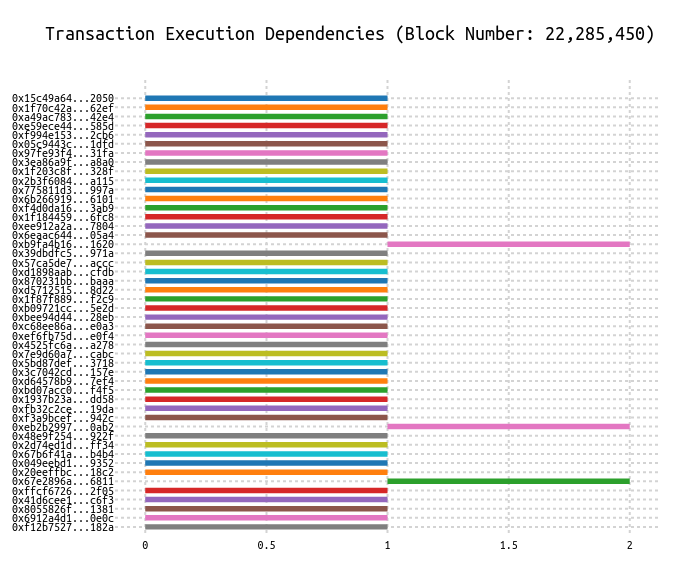 Transaction Execution Dependencies (Block Number: 22,285,450)
0x15c49a64...2050
0x1f70c42a...62ef
0xa49ac783...42e4
0xe59ece44...585d
0xf994e153...2cb6
0x05c9443c...1dfd
0x97fe93f4...31fa
0x3ea86a9f...a8a0
0x1f203c8f...328f
0x2b3f6084...a115
0x775811d3...997a
0x6b266919...6101
0xf4d0da16...3ab9
0x1f184459...6fc8
0xee912a2a...7804
0x6eaac644...05a4
0xb9fa4b16...1620
0x39dbdfc5...971a
0x57ca5de7...accc
0xd1898aab...cfdb
0x870231bb...baaa
0xd5712515...8d22
0x1f87f889...f2c9
0xb09721cc...5e2d
0xbee94d44...28eb
0xc68ee86a...e0a3
0xef6fb75d...e0f4
0x4525fc6a...a278
0x7e9d60a7...cabc
0x5bd87def...3718
0x3c7042cd...157e
0xd64578b9...7ef4
0xbd07acc0...f4f5
0x1937b23a...dd58
0xfb32c2ce...19da
0xf3a9bcef...942c
0xeb2b2997...0ab2
0x48e9f254...922f
0x2d74ed1d...ff34
0x67b6f41a...b4b4
0x049eebd1...9352
0x20eeffbc...18c2
0x67e2896a...6811
0xffcf6726...2f05
0x41d6cee1...c6f3
0x8055826f...1381
0x6912a4d1...0e0c
0xf12b7527...182a
0 0.5 1 1.5 2